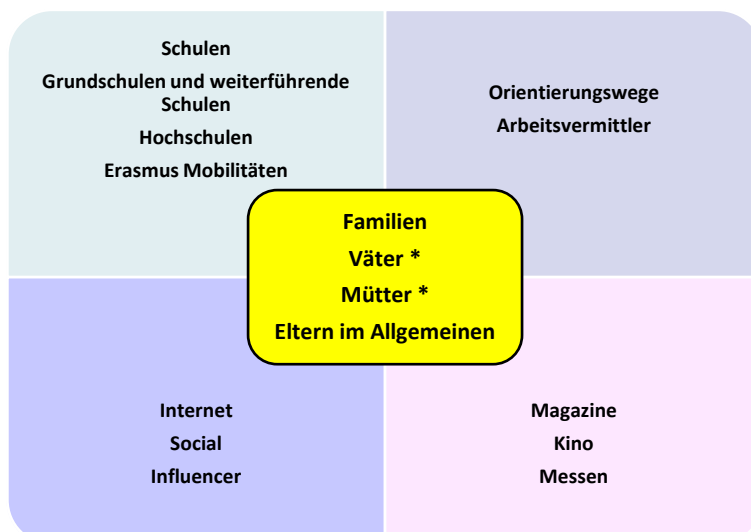 Schulen
Grundschulen und weiterführende
Schulen
Hochschulen
Erasmus Mobilitäten
Orientierungswege
Arbeitsvermittler
Familien
Väter *
Mütter *
Eltern im Allgemeinen
Internet
Social
Influencer
Magazine
Kino
Messen